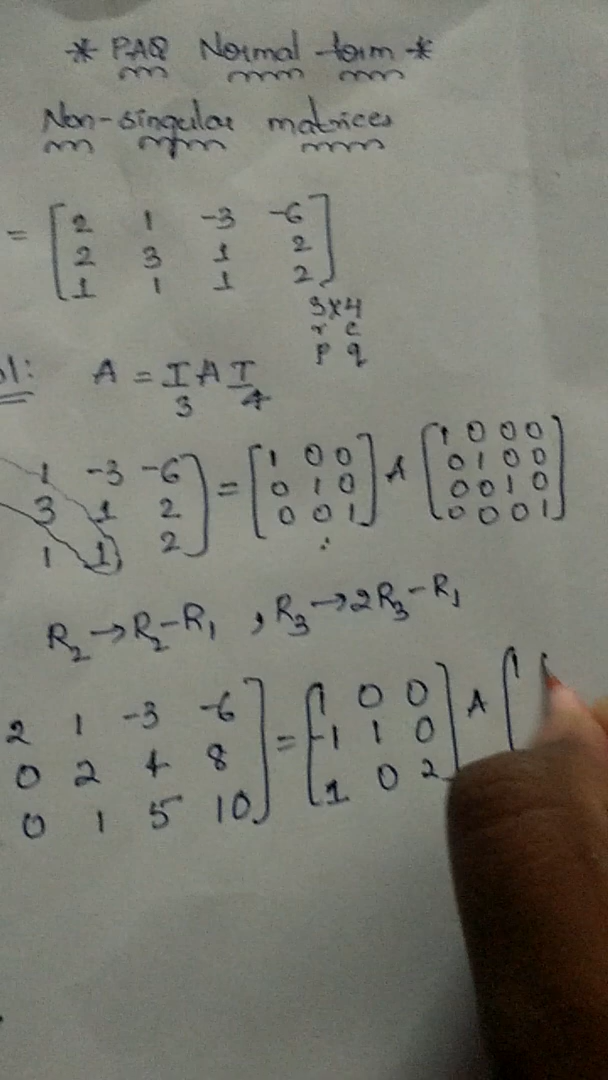 * PAQ Normal form *
Non-singular matrices
= [ 2 1 -3 -6
2 3 1 2
1 1 1 2 ] 3x4
r c
p q
ol: A = I₃ A I₄
1 -3 -6 ] = [ 1 0 0 ] A [ 1 0 0 0
3 1 2 ] [ 0 1 0 ] [ 0 1 0 0
1 1 2 ] [ 0 0 1 ] [ 0 0 1 0
0 0 0 1 ]
R₂ → R₂-R₁ , R₃ → 2R₃-R₁
2 1 -3 -6 ] = [ 1 0 0 ] A [ 1
0 2 4 8 ] [ -1 1 0 ]
0 1 5 10 ] [ 1 0 2 ]